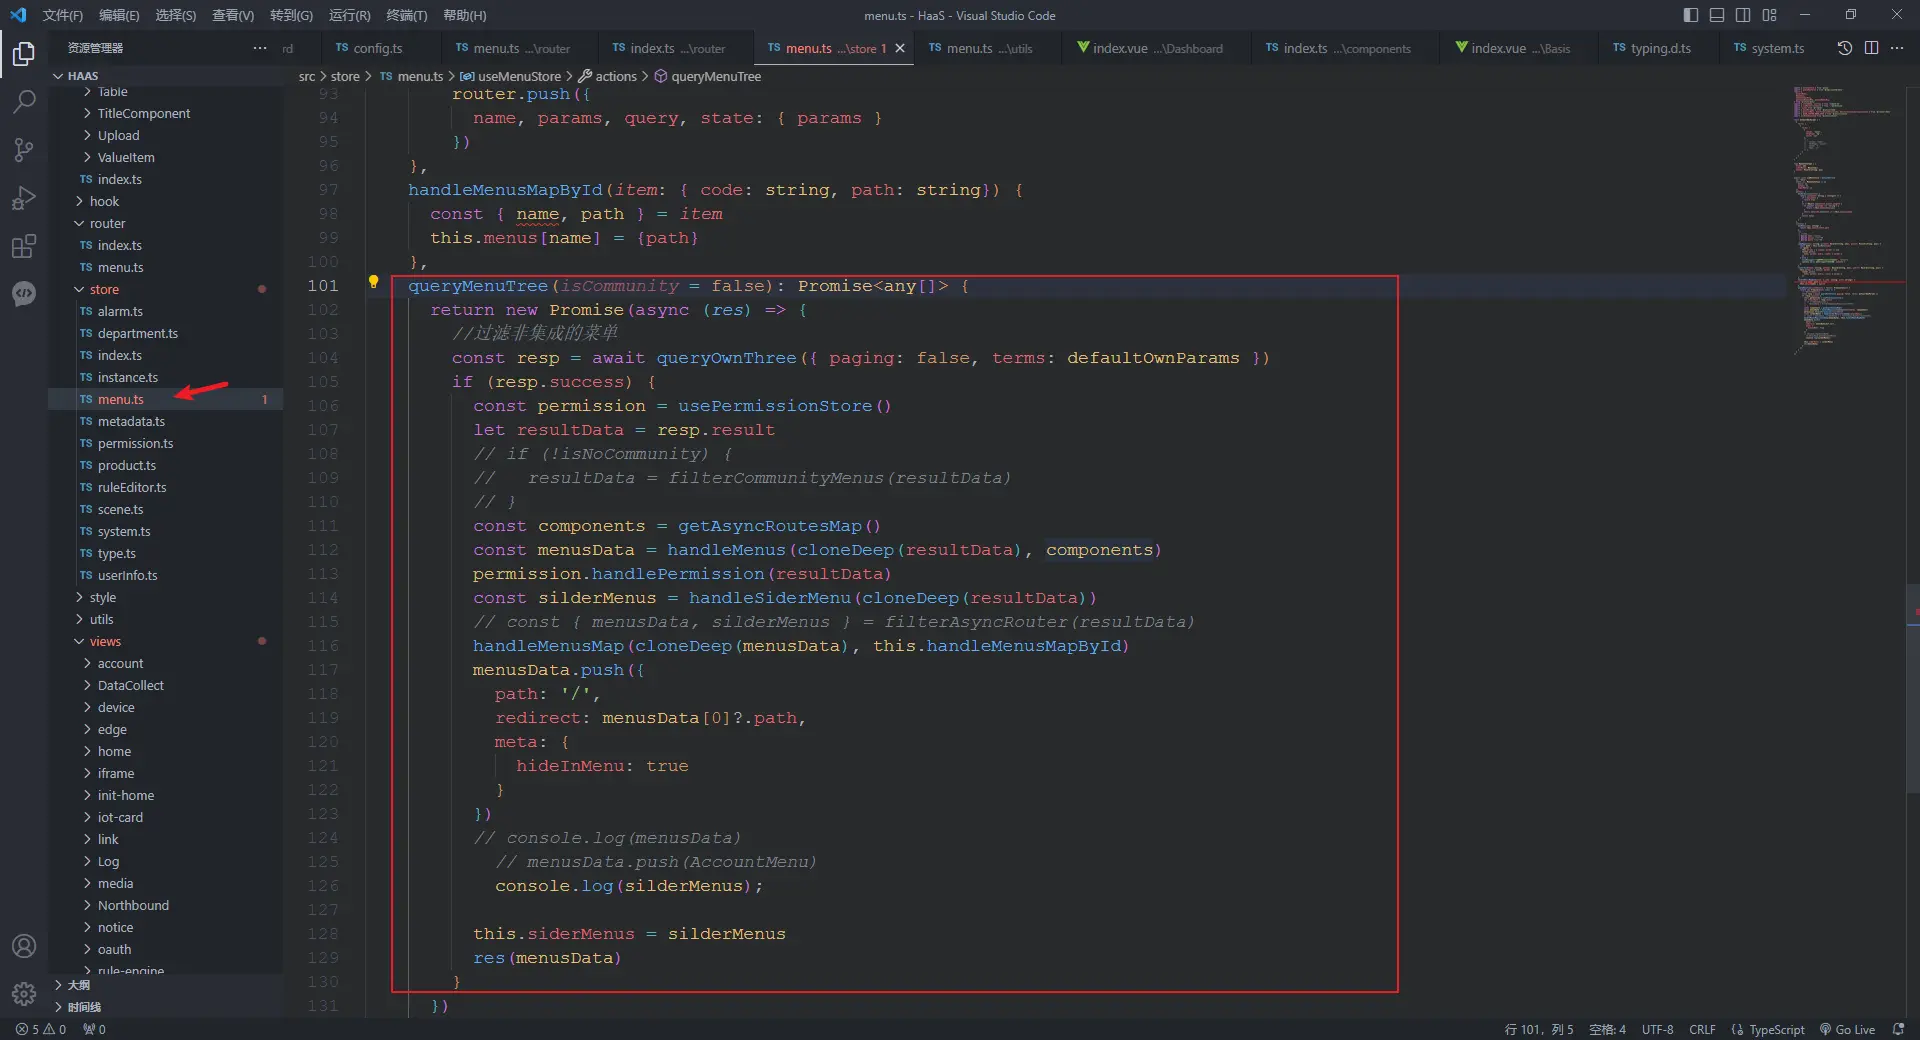 文件(F) 编辑(E) 选择(S) 查看(V) 转到(G) 运行(R) 终端(T) 帮助(H) menu.ts - HaaS - Visual Studio Code
资源管理器 ··· rd TS config.ts TS menu.ts ...\router TS index.ts ...\router TS menu.ts ...\store 1 TS menu.ts ...\utils index.vue ...\Dashboard TS index.ts ...\components index.vue ...\Basis TS typing.d.ts TS system.ts ···
HAAS
src > store > TS menu.ts > useMenuStore > actions > queryMenuTree
Table
TitleComponent
Upload
ValueItem
TS index.ts
hook
router
TS index.ts
TS menu.ts
store
TS alarm.ts
TS department.ts
TS index.ts
TS instance.ts
TS menu.ts 1
TS metadata.ts
TS permission.ts
TS product.ts
TS ruleEditor.ts
TS scene.ts
TS system.ts
TS type.ts
TS userInfo.ts
style
utils
views
account
DataCollect
device
edge
home
iframe
init-home
iot-card
link
Log
media
Northbound
notice
oauth
rule-engine
大纲
时间线
93 router.push({
94 name, params, query, state: { params }
95 })
96 },
97 handleMenusMapById(item: { code: string, path: string}) {
98 const { name, path } = item
99 this.menus[name] = {path}
100 },
101 queryMenuTree(isCommunity = false): Promise<any[]> {
102 return new Promise(async (res) => {
103 //过滤非集成的菜单
104 const resp = await queryOwnThree({ paging: false, terms: defaultOwnParams })
105 if (resp.success) {
106 const permission = usePermissionStore()
107 let resultData = resp.result
108 // if (!isNoCommunity) {
109 //   resultData = filterCommunityMenus(resultData)
110 // }
111 const components = getAsyncRoutesMap()
112 const menusData = handleMenus(cloneDeep(resultData), components)
113 permission.handlePermission(resultData)
114 const silderMenus = handleSiderMenu(cloneDeep(resultData))
115 // const { menusData, silderMenus } = filterAsyncRouter(resultData)
116 handleMenusMap(cloneDeep(menusData), this.handleMenusMapById)
117 menusData.push({
118 path: '/',
119 redirect: menusData[0]?.path,
120 meta: {
121 hideInMenu: true
122 }
123 })
124 // console.log(menusData)
125 // menusData.push(AccountMenu)
126 console.log(silderMenus);
127
128 this.siderMenus = silderMenus
129 res(menusData)
130 }
131 })
5 0 0 行 101，列 5 空格: 4 UTF-8 CRLF TypeScript Go Live